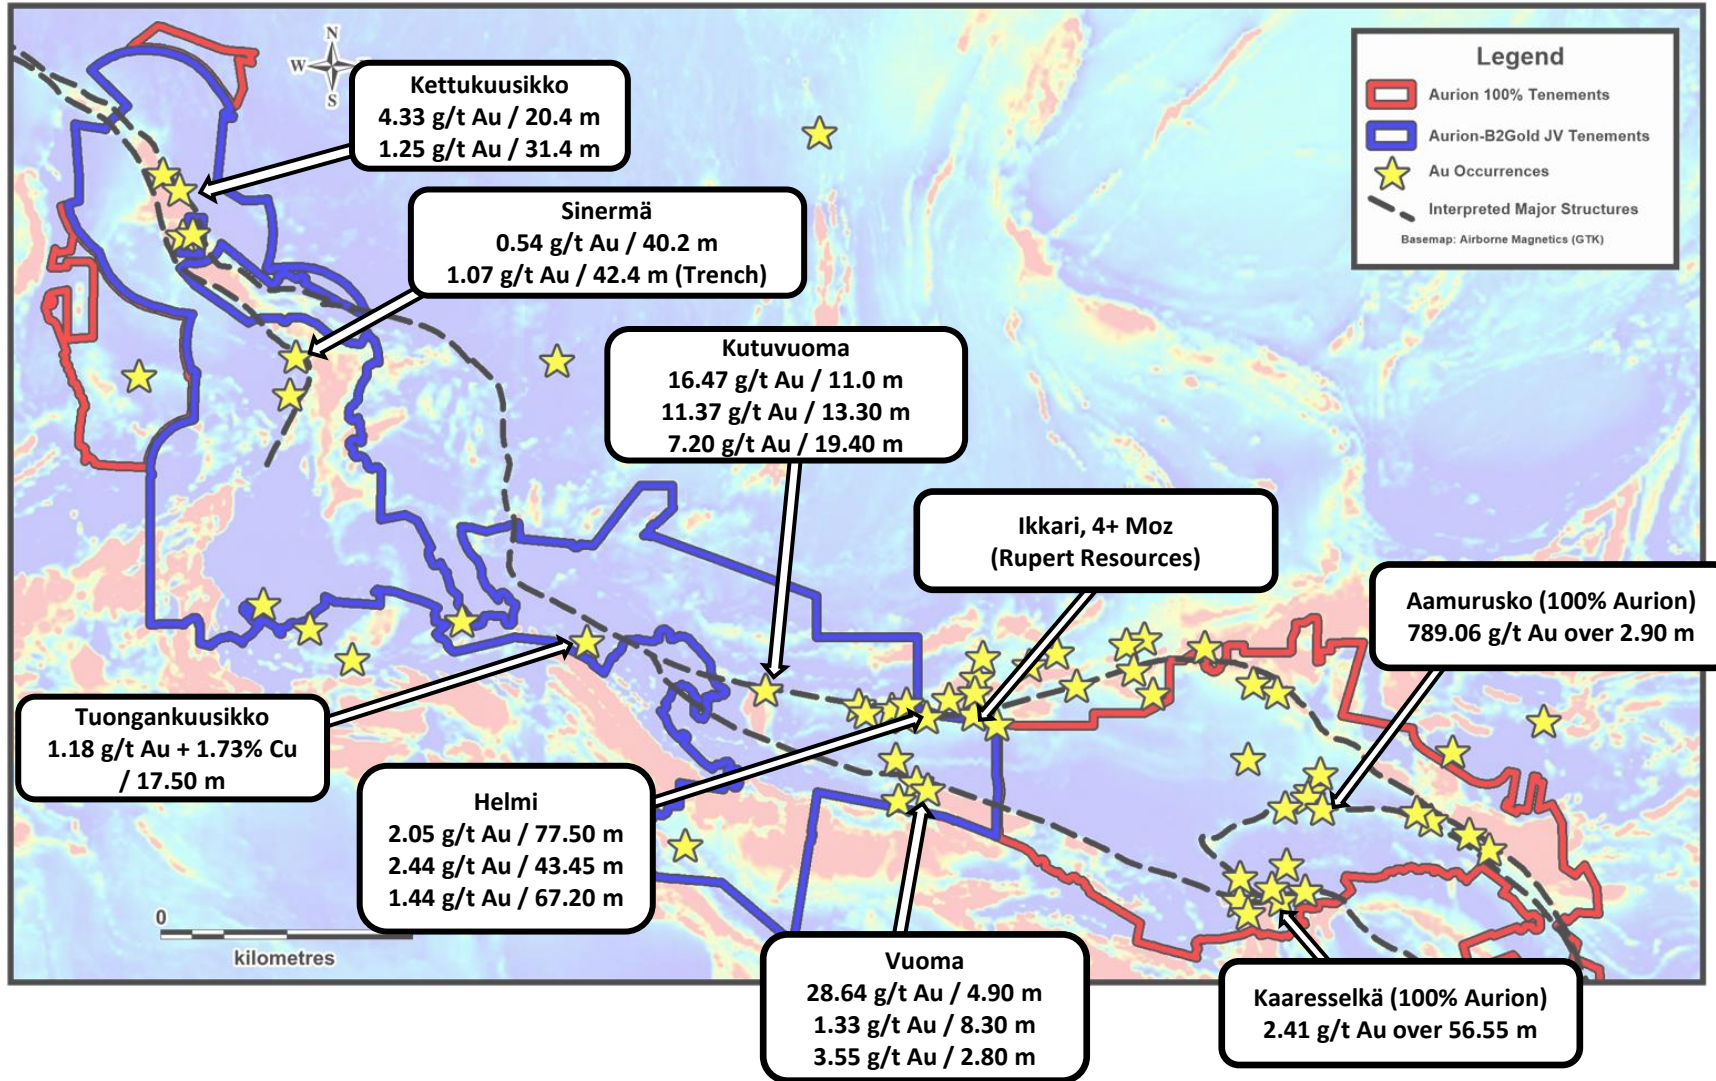 N
W
S
Kettukuusikko
4.33 g/t Au / 20.4 m
1.25 g/t Au / 31.4 m
Legend
Aurion 100% Tenements
Aurion-B2Gold JV Tenements
Au Occurrences
Interpreted Major Structures
Basemap: Airborne Magnetics (GTK)
Sinermä
0.54 g/t Au / 40.2 m
1.07 g/t Au / 42.4 m (Trench)
Kutuvuoma
16.47 g/t Au / 11.0 m
11.37 g/t Au / 13.30 m
7.20 g/t Au / 19.40 m
Ikkari, 4+ Moz
(Rupert Resources)
Aamurusko (100% Aurion)
789.06 g/t Au over 2.90 m
Tuongankuusikko
1.18 g/t Au + 1.73% Cu
/ 17.50 m
Helmi
2.05 g/t Au / 77.50 m
2.44 g/t Au / 43.45 m
1.44 g/t Au / 67.20 m
0
kilometres
Vuoma
28.64 g/t Au / 4.90 m
1.33 g/t Au / 8.30 m
3.55 g/t Au / 2.80 m
Kaaresselkä (100% Aurion)
2.41 g/t Au over 56.55 m